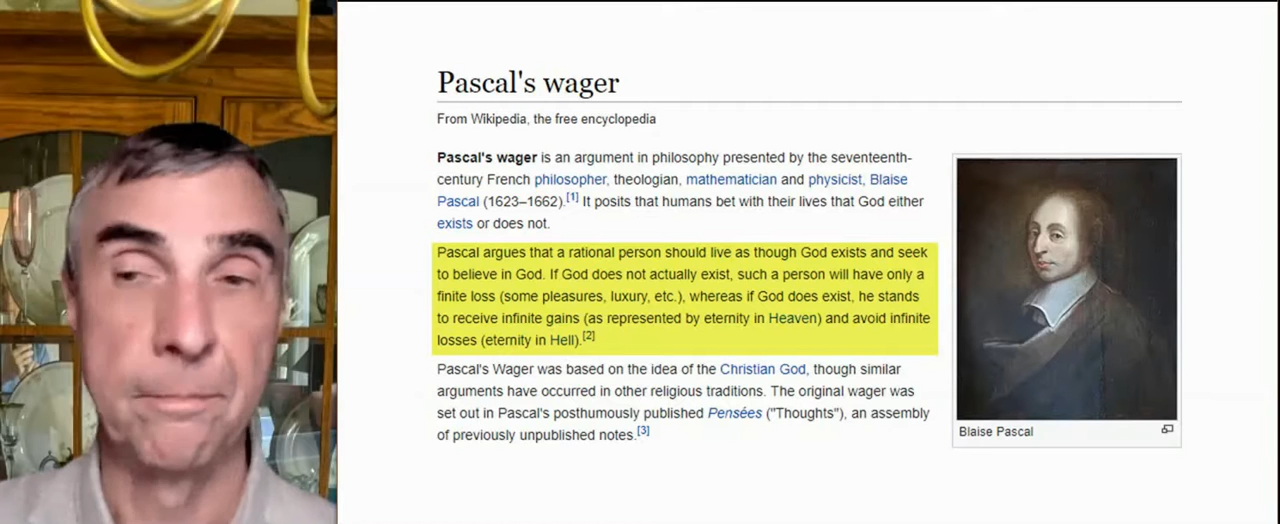 Pascal's wager
From Wikipedia, the free encyclopedia
Pascal's wager is an argument in philosophy presented by the seventeenth-
century French philosopher, theologian, mathematician and physicist, Blaise
Pascal (1623–1662).[1] It posits that humans bet with their lives that God either
exists or does not.
Pascal argues that a rational person should live as though God exists and seek
to believe in God. If God does not actually exist, such a person will have only a
finite loss (some pleasures, luxury, etc.), whereas if God does exist, he stands
to receive infinite gains (as represented by eternity in Heaven) and avoid infinite
losses (eternity in Hell).[2]
Pascal's Wager was based on the idea of the Christian God, though similar
arguments have occurred in other religious traditions. The original wager was
set out in Pascal's posthumously published Pensées ("Thoughts"), an assembly
of previously unpublished notes.[3]
Blaise Pascal